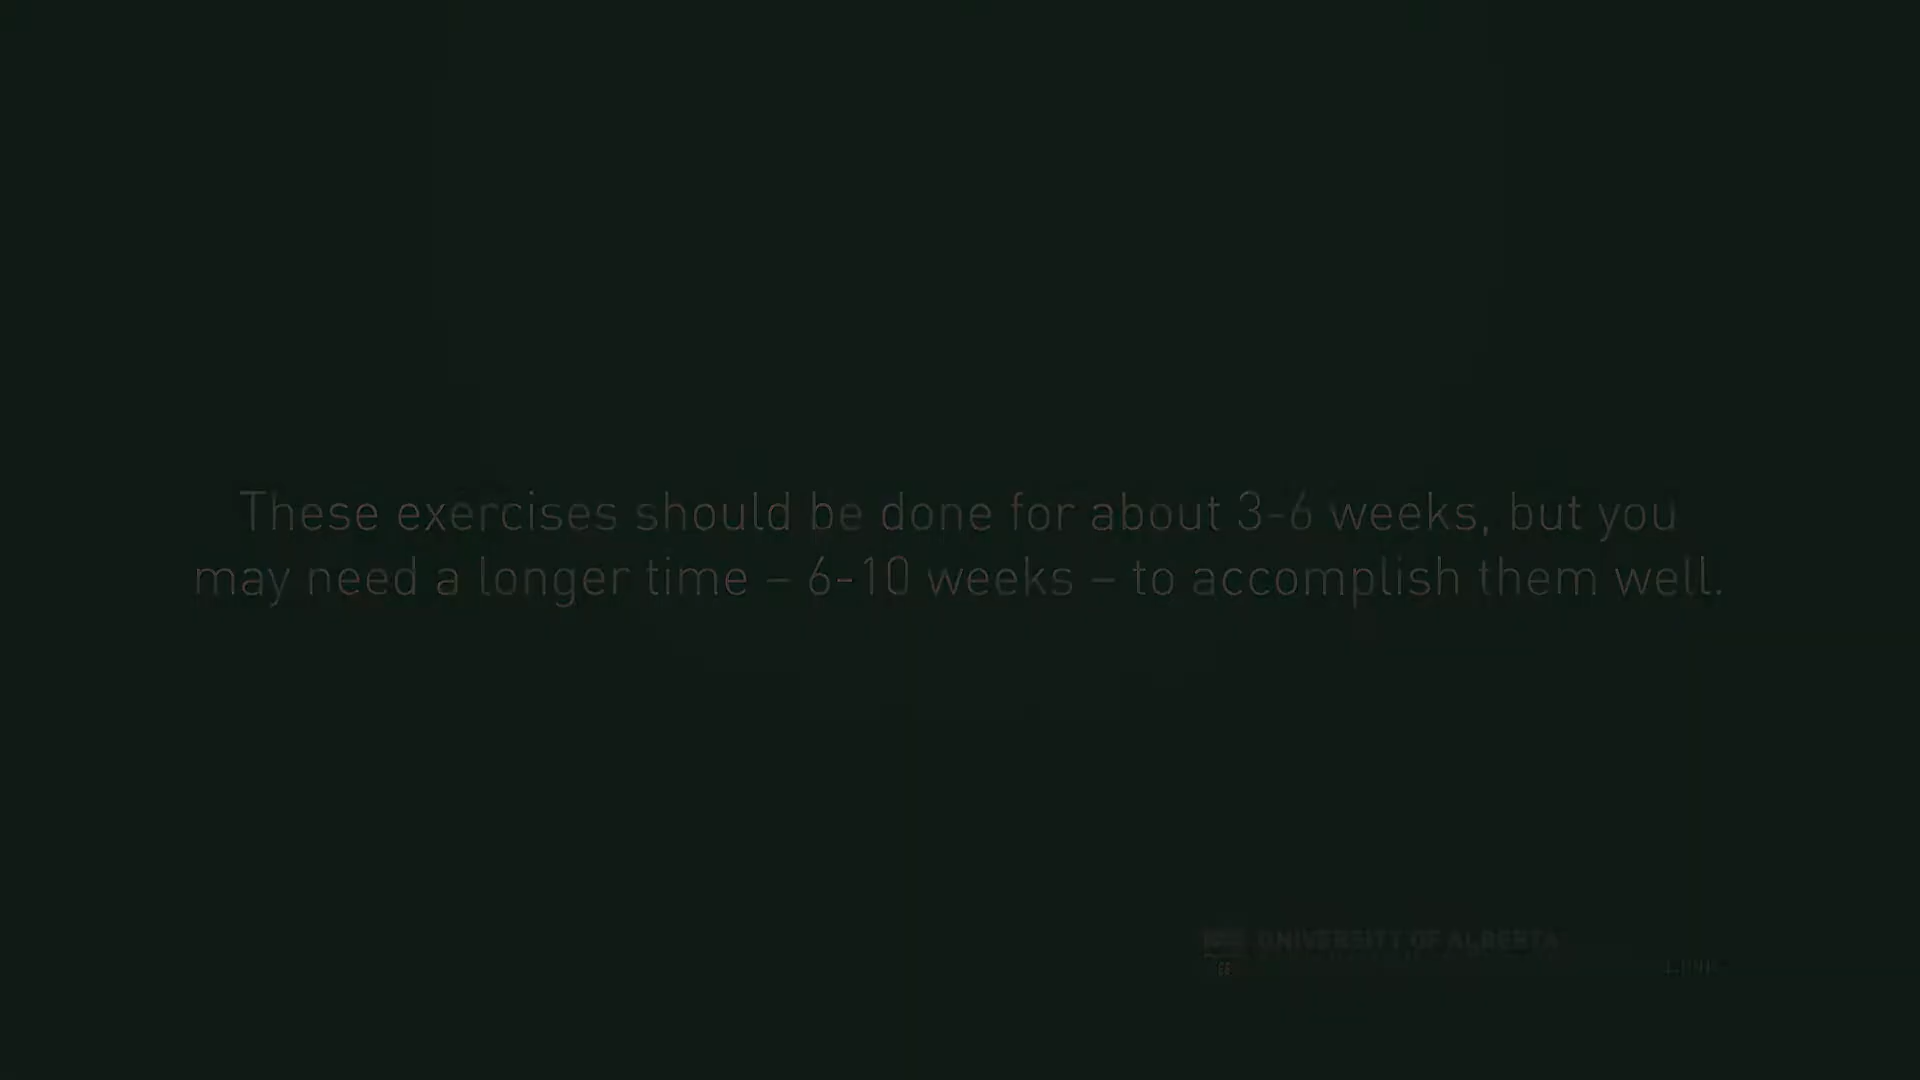 These exercises should be done for about 3-6 weeks, but you
may need a longer time – 6-10 weeks – to accomplish them well.
UNIVERSITY OF ALBERTA